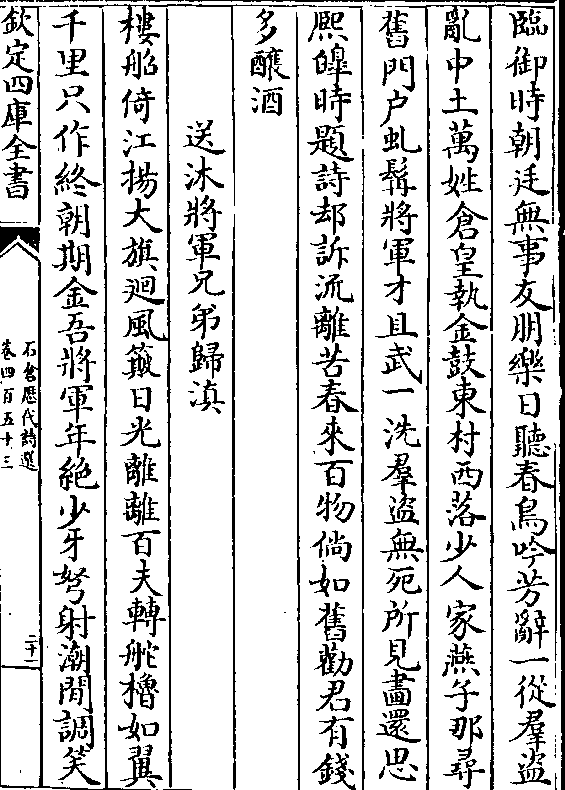 臨御時朝廷無事友朋樂日聽春鳥吟芳辭一從羣盜
亂中土萬姓倉皇執金鼓東村西落少人家燕子那尋
舊門户虬髯將軍才且武一洗羣盜無死所見畫還思
熈皥時題詩却訴流離苦春來百物倘如舊勸君有錢
多釀酒
送沐將軍兄弟歸滇
樓船倚江揚大旗廻風簸日光離離百夫轉舵櫓如翼
千里只作終朝期金吾將軍年絶少牙弩射潮閒調笑
欽定四庫全書
石倉歴代詩選
卷四百五十三
二十一